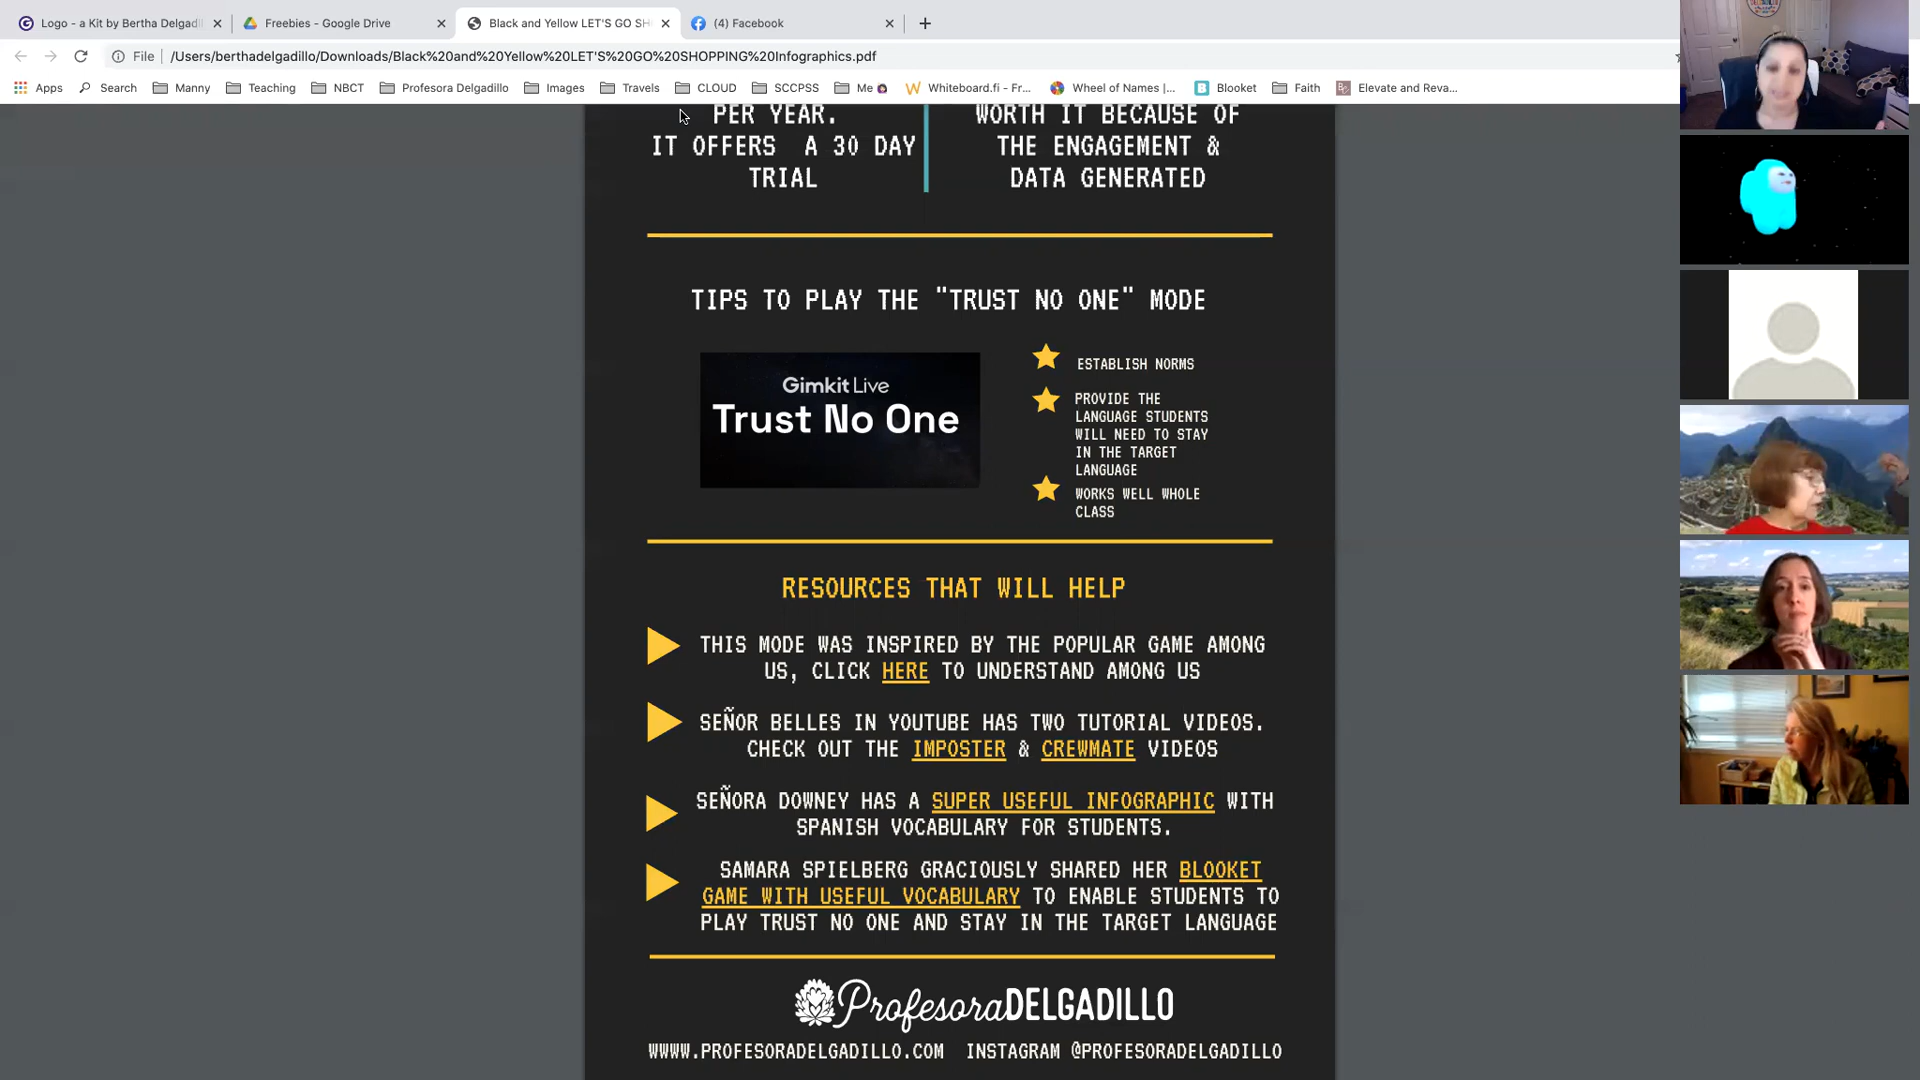 Logo - a Kit by Bertha Delgadil
Freebies - Google Drive
Black and Yellow LET'S GO SH
(4) Facebook
File
/Users/berthadelgadillo/Downloads/Black%20and%20Yellow%20LET'S%20GO%20SHOPPING%20Infographics.pdf
Apps
Search
Manny
Teaching
NBCT
Profesora Delgadillo
Images
Travels
CLOUD
SCCPSS
Me
Whiteboard.fi - Fr...
Wheel of Names |...
Blooket
Faith
Elevate and Reva...
PER YEAR.
IT OFFERS A 30 DAY
TRIAL
WORTH IT BECAUSE OF
THE ENGAGEMENT &
DATA GENERATED
TIPS TO PLAY THE "TRUST NO ONE" MODE
Gimkit Live
Trust No One
ESTABLISH NORMS
PROVIDE THE
LANGUAGE STUDENTS
WILL NEED TO STAY
IN THE TARGET
LANGUAGE
WORKS WELL WHOLE
CLASS
RESOURCES THAT WILL HELP
THIS MODE WAS INSPIRED BY THE POPULAR GAME AMONG
US, CLICK HERE TO UNDERSTAND AMONG US
SEÑOR BELLES IN YOUTUBE HAS TWO TUTORIAL VIDEOS.
CHECK OUT THE IMPOSTER & CREWMATE VIDEOS
SEÑORA DOWNEY HAS A SUPER USEFUL INFOGRAPHIC WITH
SPANISH VOCABULARY FOR STUDENTS.
SAMARA SPIELBERG GRACIOUSLY SHARED HER BLOOKET
GAME WITH USEFUL VOCABULARY TO ENABLE STUDENTS TO
PLAY TRUST NO ONE AND STAY IN THE TARGET LANGUAGE
Profesora DELGADILLO
WWWW.PROFESORADELGADILLO.COM INSTAGRAM @PROFESORADELGADILLO